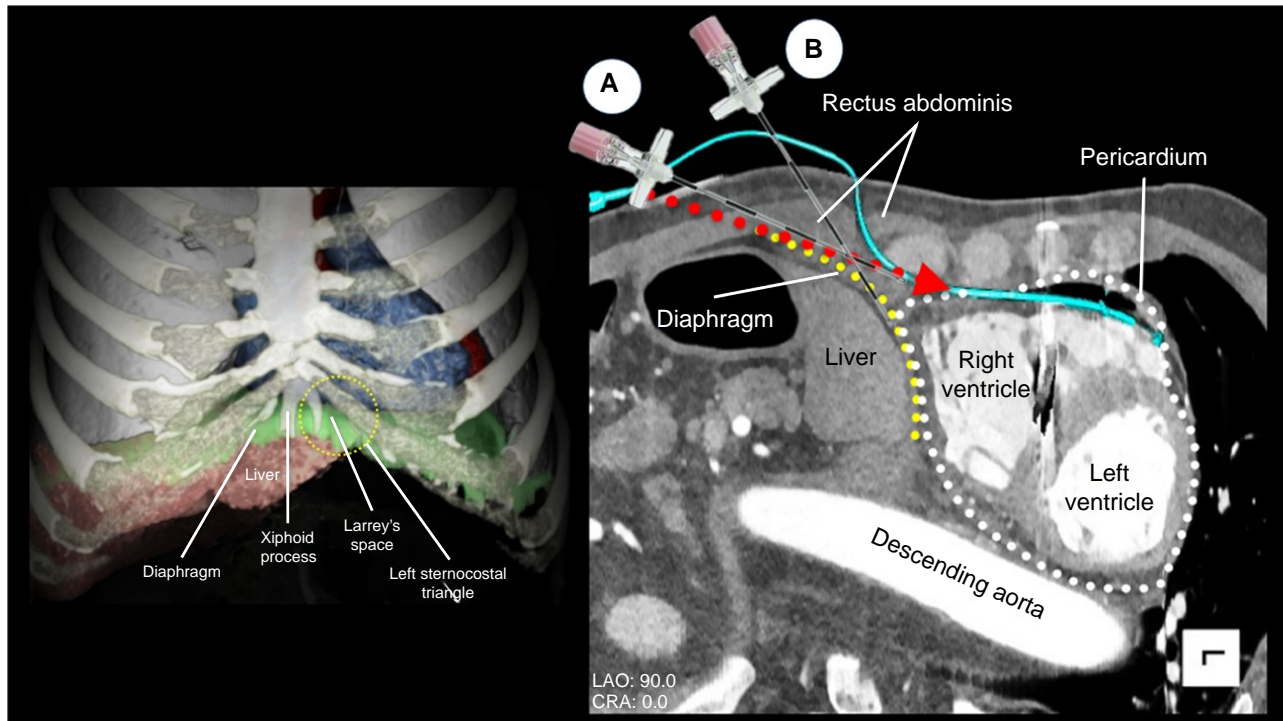 Liver
Diaphragm
Xiphoid
process
Larrey's
space
Left sternocostal
triangle
A
B
Rectus abdominis
Pericardium
Diaphragm
Liver
Right
ventricle
Left
ventricle
Descending aorta
LAO: 90.0
CRA: 0.0
L